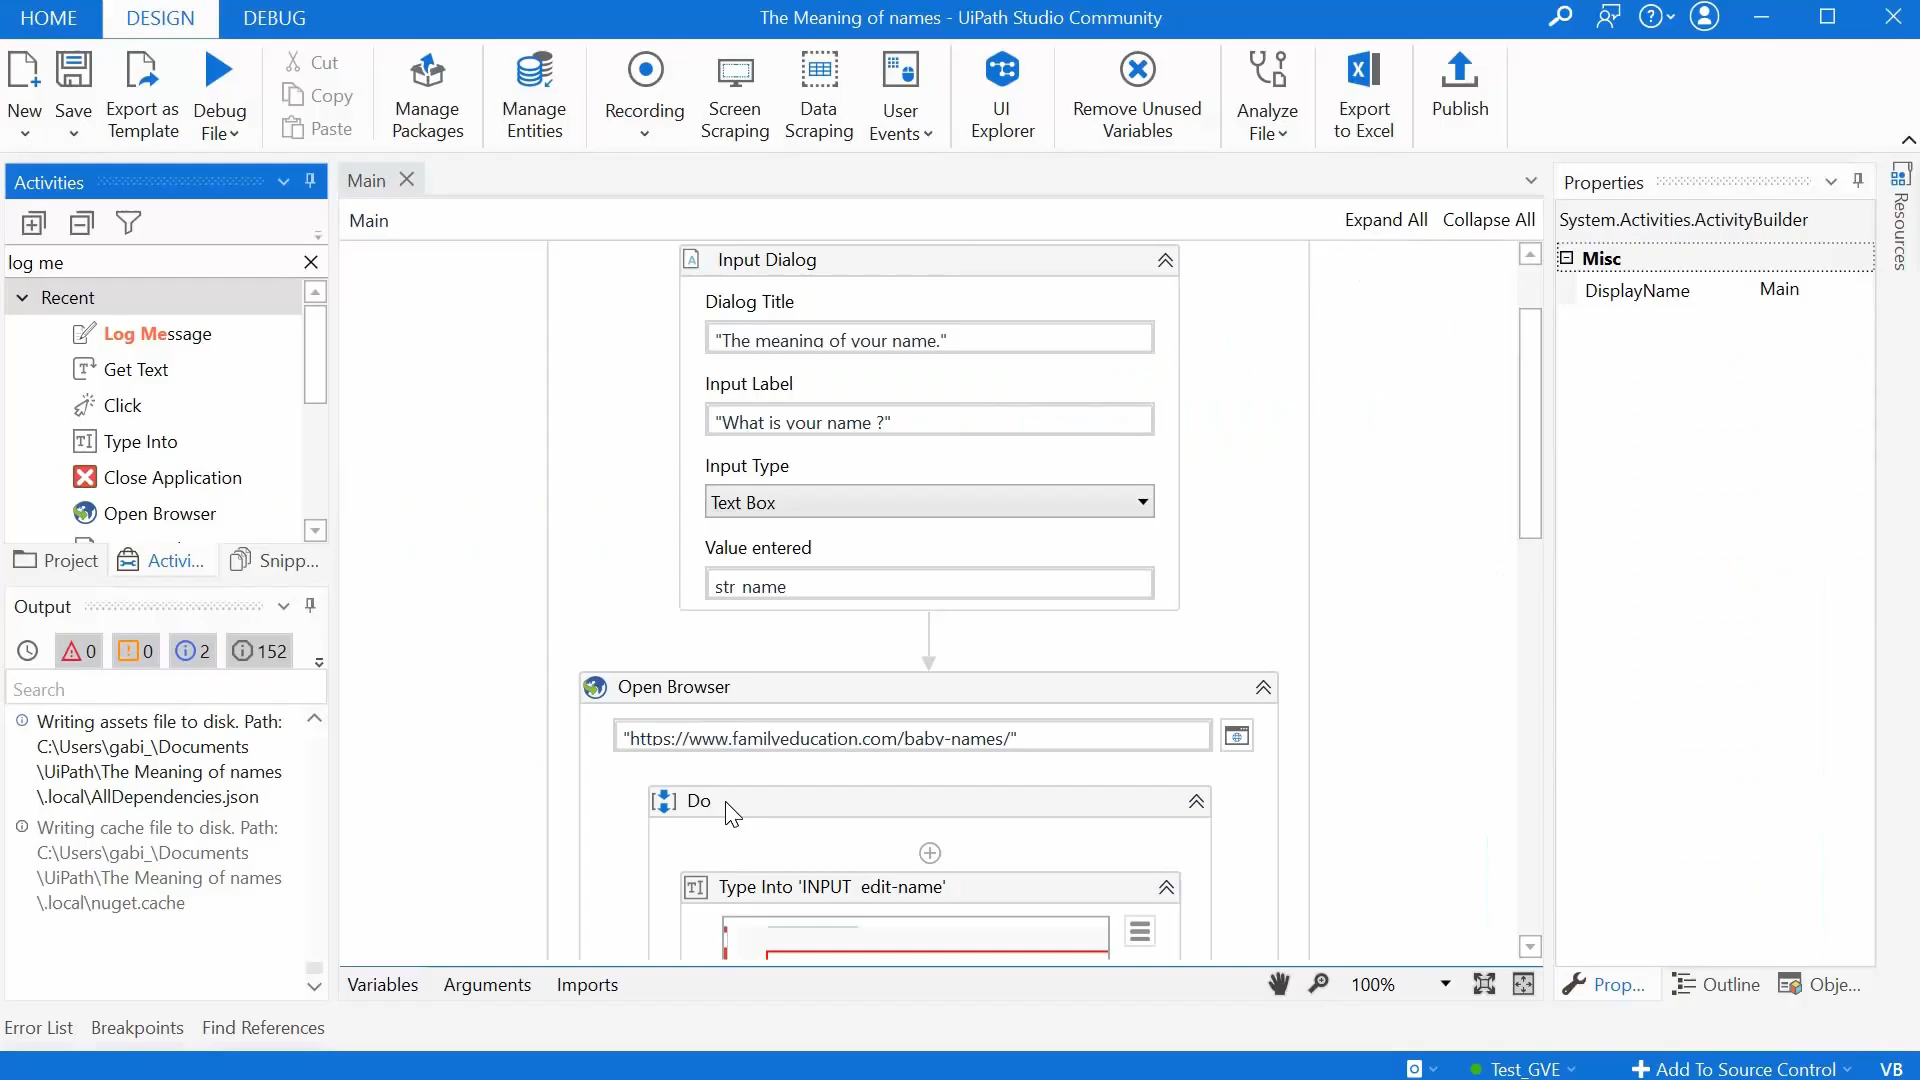 HOME DESIGN DEBUG
The Meaning of names - UiPath Studio Community
New
Save
Export as
Template
Debug
File
Cut
Copy
Paste
Manage
Packages
Manage
Entities
Recording
Screen
Scraping
Data
Scraping
User
Events
UI
Explorer
Remove Unused
Variables
Analyze
File
Export
to Excel
Publish
Activities
log me
Recent
Log Message
Get Text
Click
Type Into
Close Application
Open Browser
Project
Activi...
Snipp...
Output
0
0
2
152
Search
Writing assets file to disk. Path:
C:\Users\gabi_\Documents
\UiPath\The Meaning of names
\.local\AllDependencies.json
Writing cache file to disk. Path:
C:\Users\gabi_\Documents
\UiPath\The Meaning of names
\.local\nuget.cache
Main
Main
Expand All Collapse All
Input Dialog
Dialog Title
"The meaning of your name."
Input Label
"What is your name ?"
Input Type
Text Box
Value entered
str_name
Open Browser
"https://www.familyeducation.com/baby-names/"
Do
Type Into 'INPUT edit-name'
Variables Arguments Imports
100%
Properties
System.Activities.ActivityBuilder
Misc
DisplayName Main
Resources
Prop...
Outline
Obje...
Error List Breakpoints Find References
Test_GVE
Add To Source Control
VB